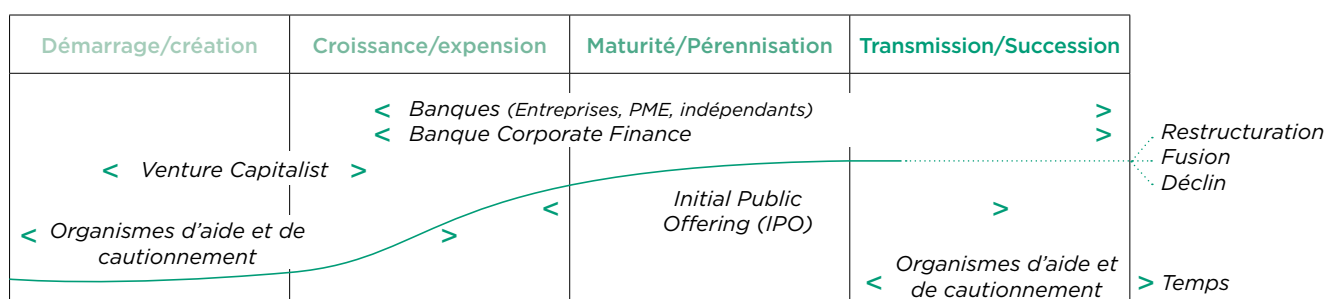 Démarrage/création
Croissance/expension
Maturité/Pérennisation
Transmission/Succession
< Banques (Entreprises, PME, indépendants) >
< Banque Corporate Finance >
Restructuration
Fusion
Déclin
< Venture Capitalist >
< Initial Public >
Offering (IPO)
< Organismes d'aide et de >
cautionnement
Organismes d'aide et
< de cautionnement > Temps